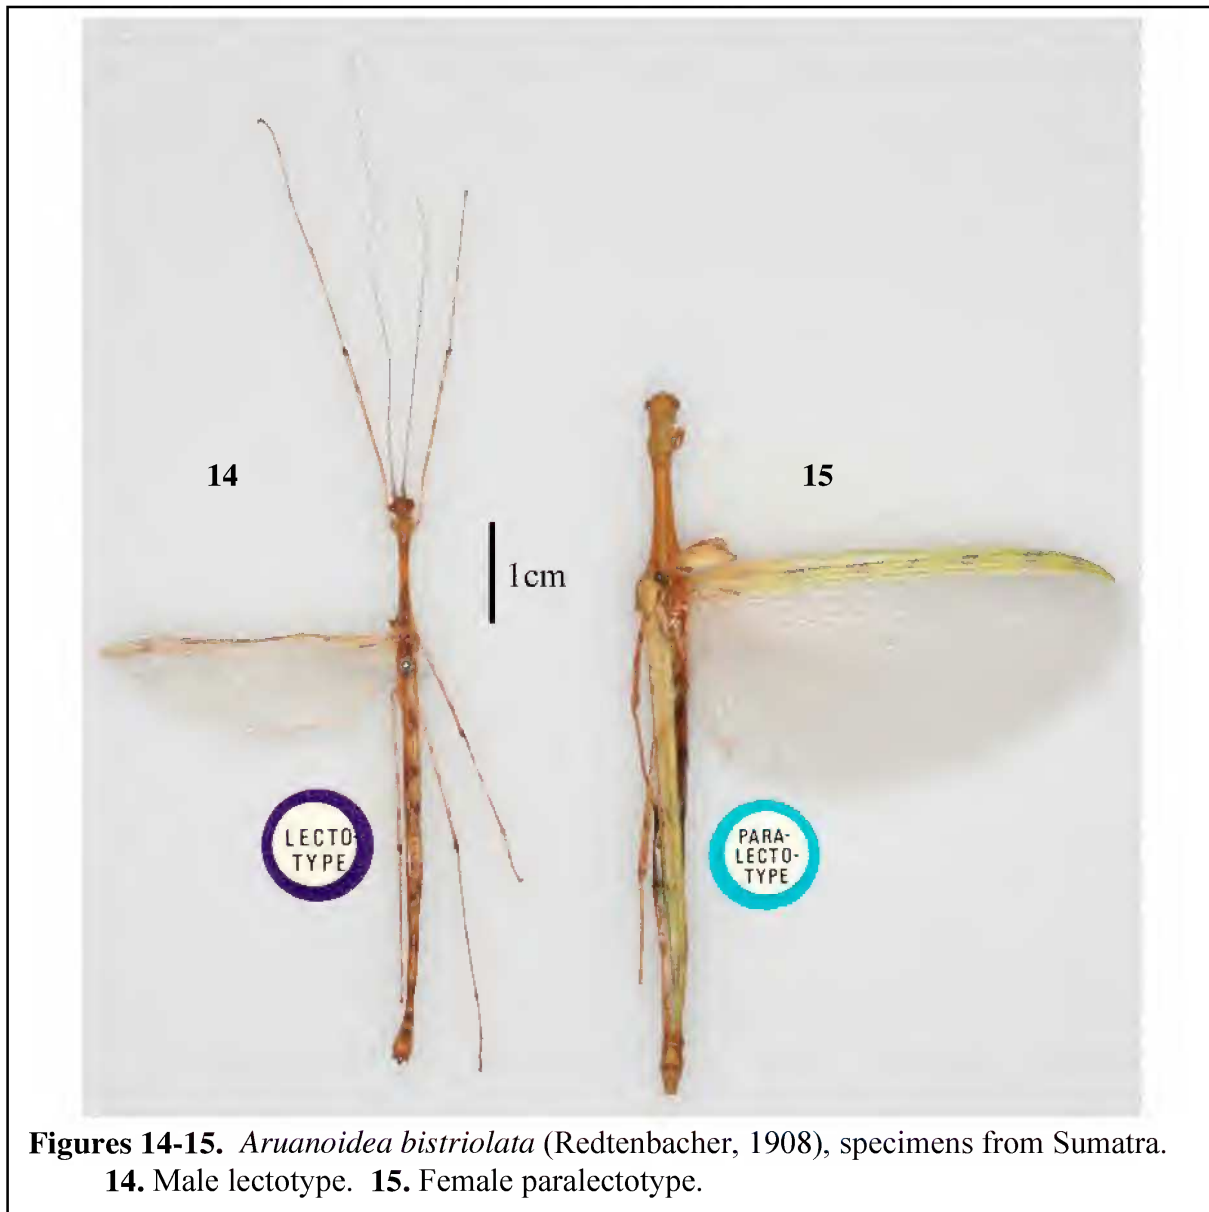 14
15
1cm
LECTO-
TYPE
PARA-
LECTO-
TYPE
Figures 14-15. Aruanoidea bistriolata (Redtenbacher, 1908), specimens from Sumatra.
14. Male lectotype. 15. Female paralectotype.